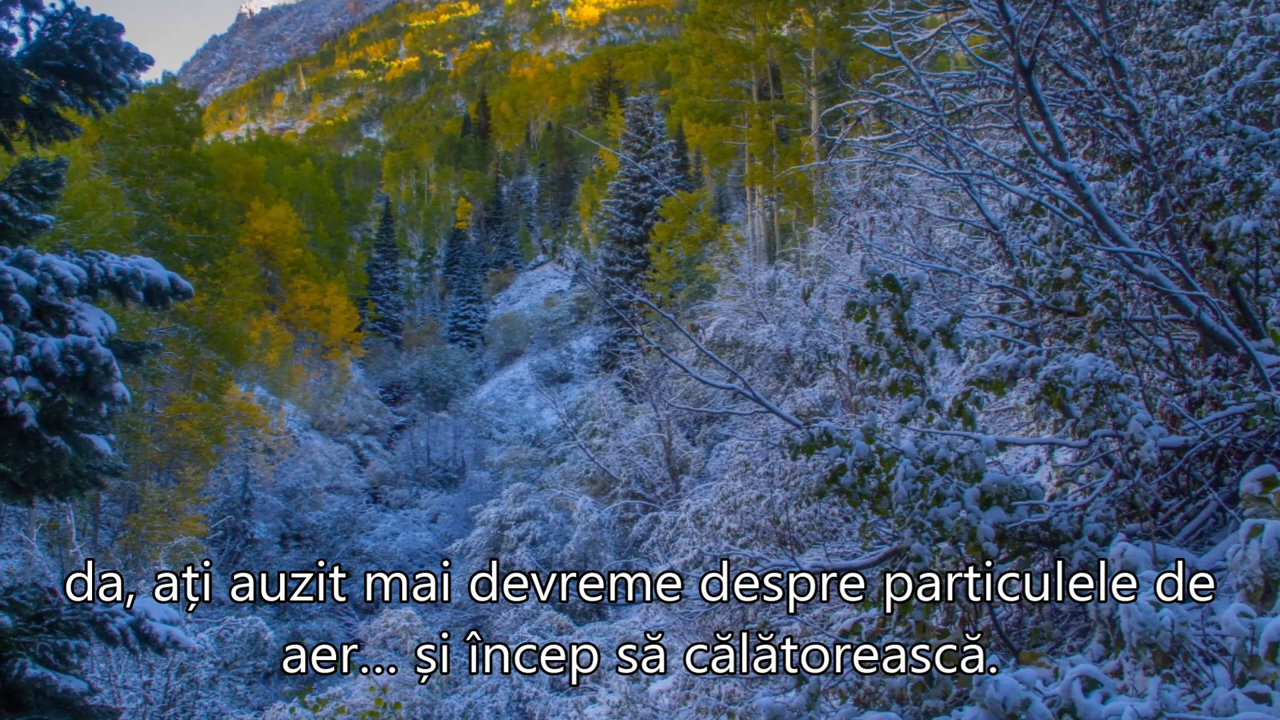 da, ați auzit mai devreme despre particulele de
aer... și încep să călătorească.